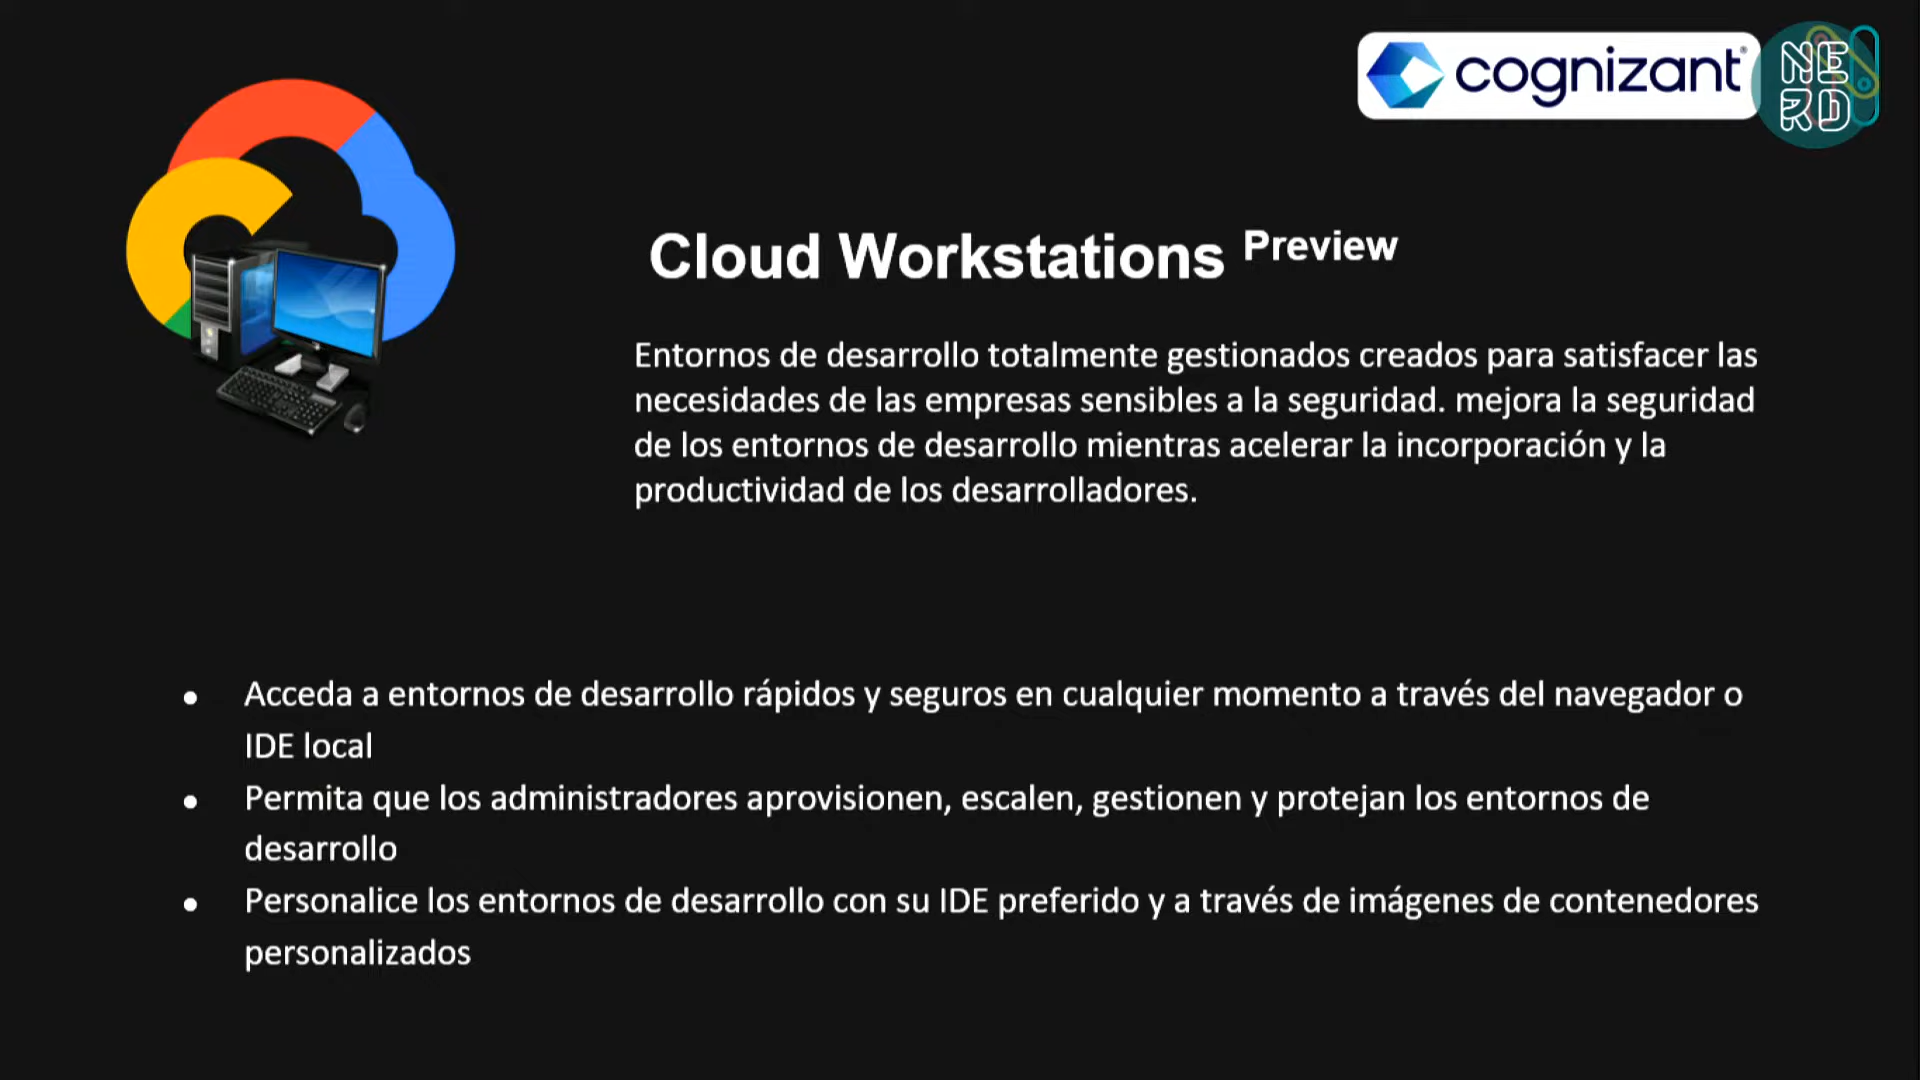 cognizant®
NE
RD
Cloud Workstations Preview
Entornos de desarrollo totalmente gestionados creados para satisfacer las
necesidades de las empresas sensibles a la seguridad. mejora la seguridad
de los entornos de desarrollo mientras acelerar la incorporación y la
productividad de los desarrolladores.
● Acceda a entornos de desarrollo rápidos y seguros en cualquier momento a través del navegador o
IDE local
● Permita que los administradores aprovisionen, escalen, gestionen y protejan los entornos de
desarrollo
● Personalice los entornos de desarrollo con su IDE preferido y a través de imágenes de contenedores
personalizados